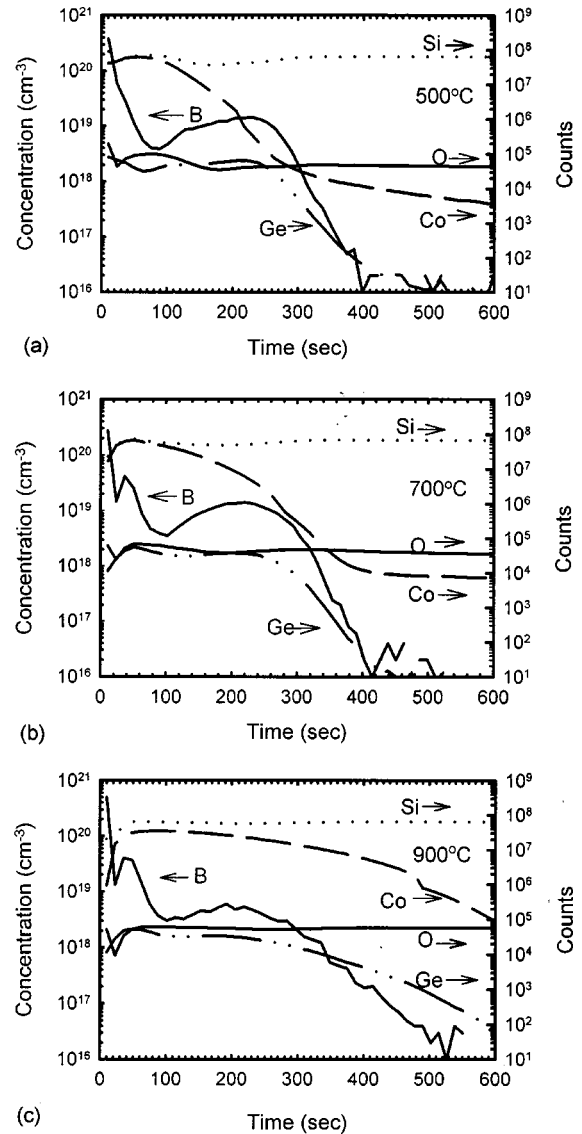 (a)
Concentration (cm⁻³)
10²¹
10²⁰
10¹⁹
10¹⁸
10¹⁷
10¹⁶
Si
500°C
B
O
Ge
Co
10⁹
10⁸
10⁷
10⁶
10⁵
10⁴
10³
10²
10¹
Counts
0 100 200 300 400 500 600
Time (sec)
(b)
Concentration (cm⁻³)
10²¹
10²⁰
10¹⁹
10¹⁸
10¹⁷
10¹⁶
Si
700°C
B
O
Co
Ge
10⁹
10⁸
10⁷
10⁶
10⁵
10⁴
10³
10²
10¹
Counts
0 100 200 300 400 500 600
Time (sec)
(c)
Concentration (cm⁻³)
10²¹
10²⁰
10¹⁹
10¹⁸
10¹⁷
10¹⁶
Si
900°C
B
Co
O
Ge
10⁹
10⁸
10⁷
10⁶
10⁵
10⁴
10³
10²
10¹
Counts
0 100 200 300 400 500 600
Time (sec)